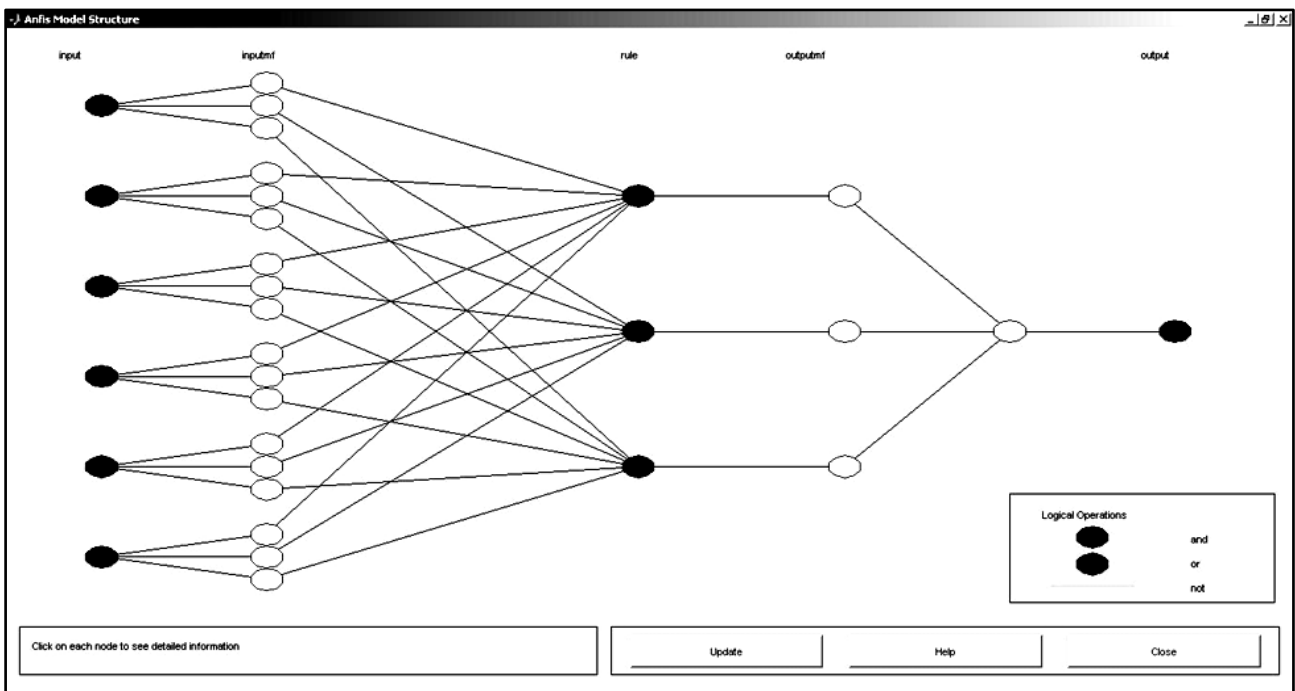 Anfis Model Structure
input inputmf rule outputmf output
Logical Operations
and
or
not
Click on each node to see detailed information
Update Help Close